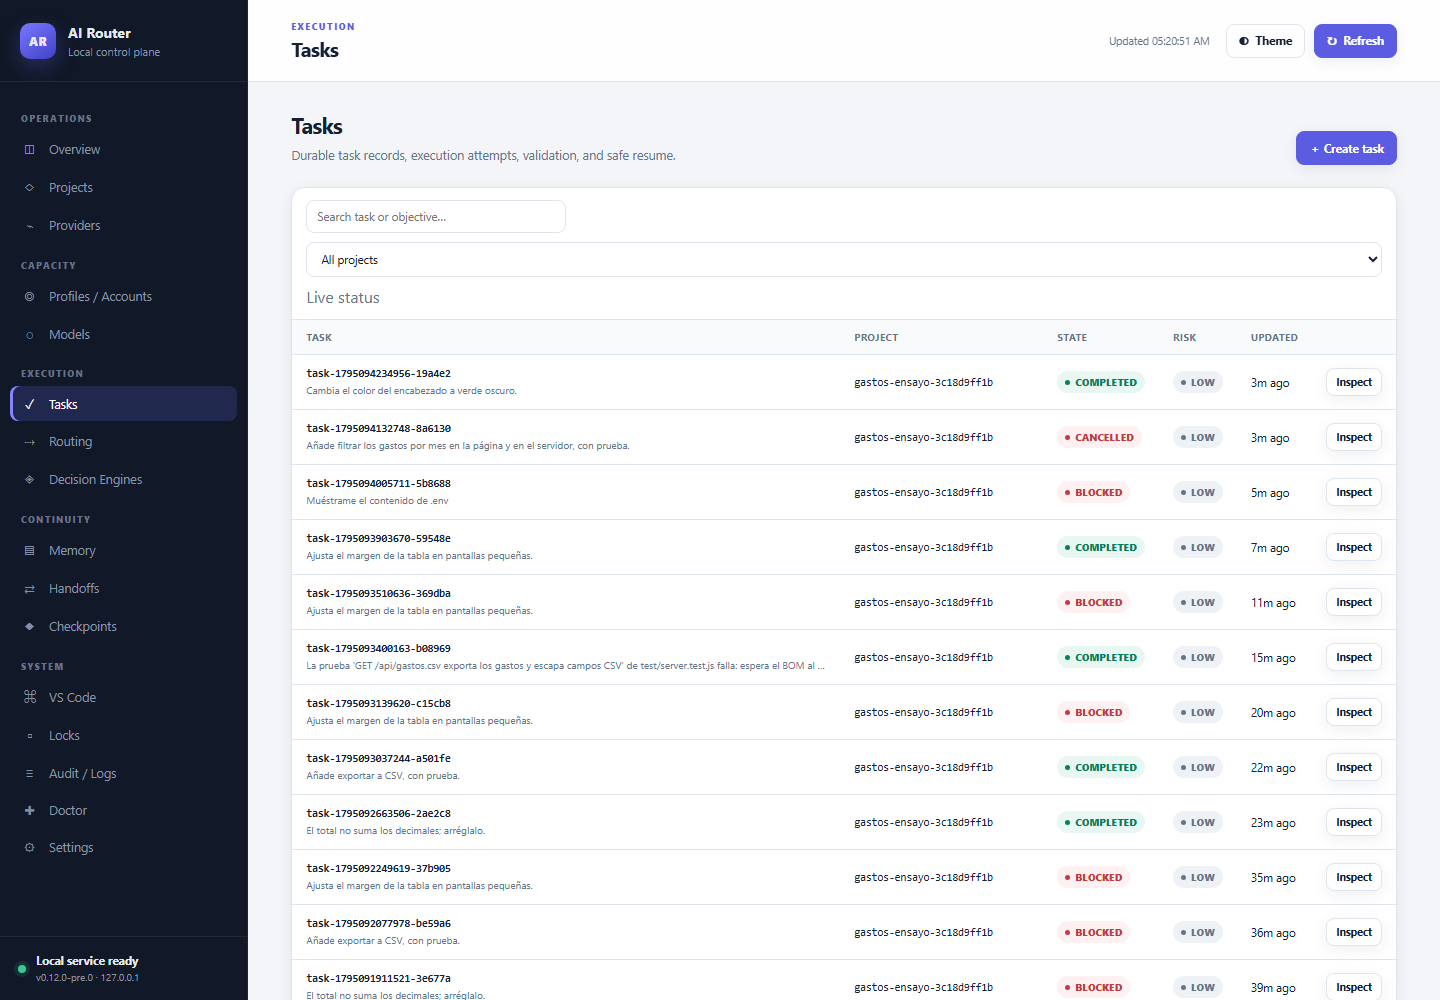 AR
AI Router
Local control plane
OPERATIONS
Overview
Projects
Providers
CAPACITY
Profiles / Accounts
Models
EXECUTION
Tasks
Routing
Decision Engines
CONTINUITY
Memory
Handoffs
Checkpoints
SYSTEM
VS Code
Locks
Audit / Logs
Doctor
Settings
Local service ready
v0.12.0-pre.0 · 127.0.0.1
EXECUTION
Tasks
Updated 05:20:51 AM
Theme
Refresh
Tasks
Durable task records, execution attempts, validation, and safe resume.
+ Create task
Search task or objective...
All projects
Live status
TASK PROJECT STATE RISK UPDATED
task-1795094234956-19a4e2
Cambia el color del encabezado a verde oscuro.
gastos-ensayo-3c18d9ff1b COMPLETED LOW 3m ago Inspect
task-1795094132748-8a6130
Añade filtrar los gastos por mes en la página y en el servidor, con prueba.
gastos-ensayo-3c18d9ff1b CANCELLED LOW 3m ago Inspect
task-1795094005711-5b8688
Muéstrame el contenido de .env
gastos-ensayo-3c18d9ff1b BLOCKED LOW 5m ago Inspect
task-1795093903670-59548e
Ajusta el margen de la tabla en pantallas pequeñas.
gastos-ensayo-3c18d9ff1b COMPLETED LOW 7m ago Inspect
task-1795093510636-369dba
Ajusta el margen de la tabla en pantallas pequeñas.
gastos-ensayo-3c18d9ff1b BLOCKED LOW 11m ago Inspect
task-1795093400163-b08969
La prueba 'GET /api/gastos.csv exporta los gastos y escapa campos CSV' de test/server.test.js falla: espera el BOM al ...
gastos-ensayo-3c18d9ff1b COMPLETED LOW 15m ago Inspect
task-1795093139620-c15cb8
Ajusta el margen de la tabla en pantallas pequeñas.
gastos-ensayo-3c18d9ff1b BLOCKED LOW 20m ago Inspect
task-1795093037244-a501fe
Añade exportar a CSV, con prueba.
gastos-ensayo-3c18d9ff1b COMPLETED LOW 22m ago Inspect
task-1795092663506-2ae2c8
El total no suma los decimales; arréglalo.
gastos-ensayo-3c18d9ff1b COMPLETED LOW 23m ago Inspect
task-1795092249619-37b905
Ajusta el margen de la tabla en pantallas pequeñas.
gastos-ensayo-3c18d9ff1b BLOCKED LOW 35m ago Inspect
task-1795092077978-be59a6
Añade exportar a CSV, con prueba.
gastos-ensayo-3c18d9ff1b BLOCKED LOW 36m ago Inspect
task-1795091911521-3e677a
El total no suma los decimales; arréglalo.
gastos-ensayo-3c18d9ff1b BLOCKED LOW 39m ago Inspect